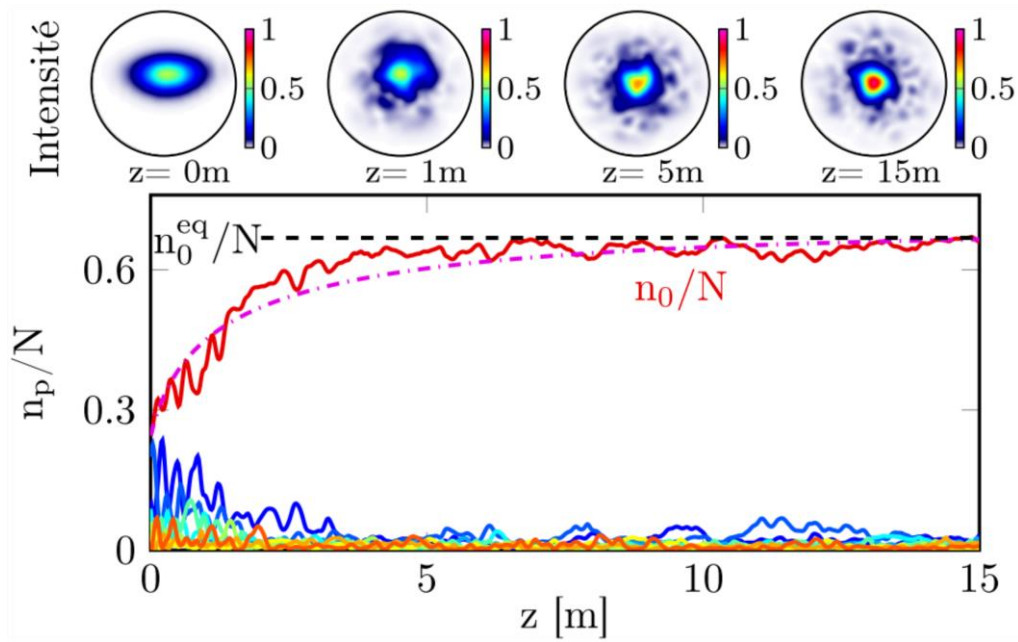 Intensité
1
0.5
0
1
0.5
0
1
0.5
0
1
0.5
0
z= 0m
z= 1m
z= 5m
z= 15m
n₀ᵉq/N
n₀/N
nₚ/N
0.6
0.3
0
0
5
10
15
z [m]